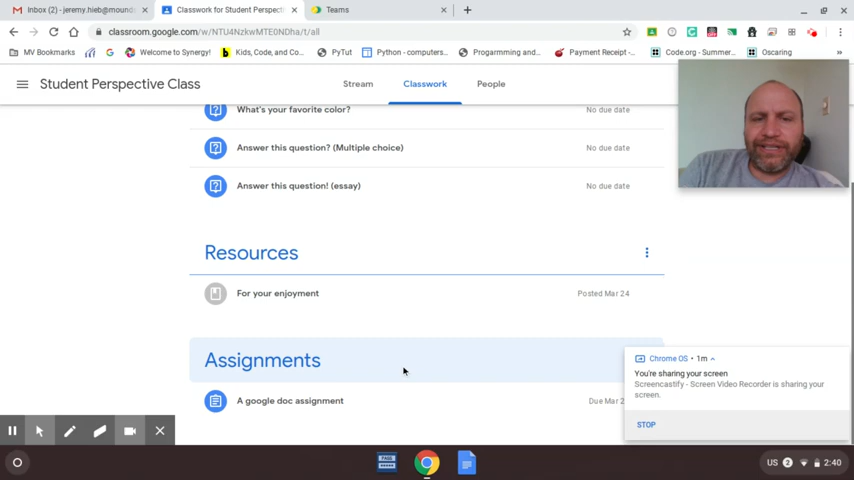 Inbox (2) - jeremy.hieb@mound
Classwork for Student Perspecti
Teams
classroom.google.com/w/NTU4NzkwMTE0NDha/t/all
MV Bookmarks
Welcome to Synergy!
Kids, Code, and Co...
PyTut
Python - computers...
Progarmming and...
Payment Receipt -...
Code.org - Summer...
Oscaring
»
Student Perspective Class
Stream
Classwork
People
What's your favorite color?
No due date
Answer this question? (Multiple choice)
No due date
Answer this question! (essay)
No due date
Resources
For your enjoyment
Posted Mar 24
Assignments
A google doc assignment
Due Mar 2
Chrome OS • 1m
You're sharing your screen
Screencastify - Screen Video Recorder is sharing your
screen.
STOP
US 2 2:40